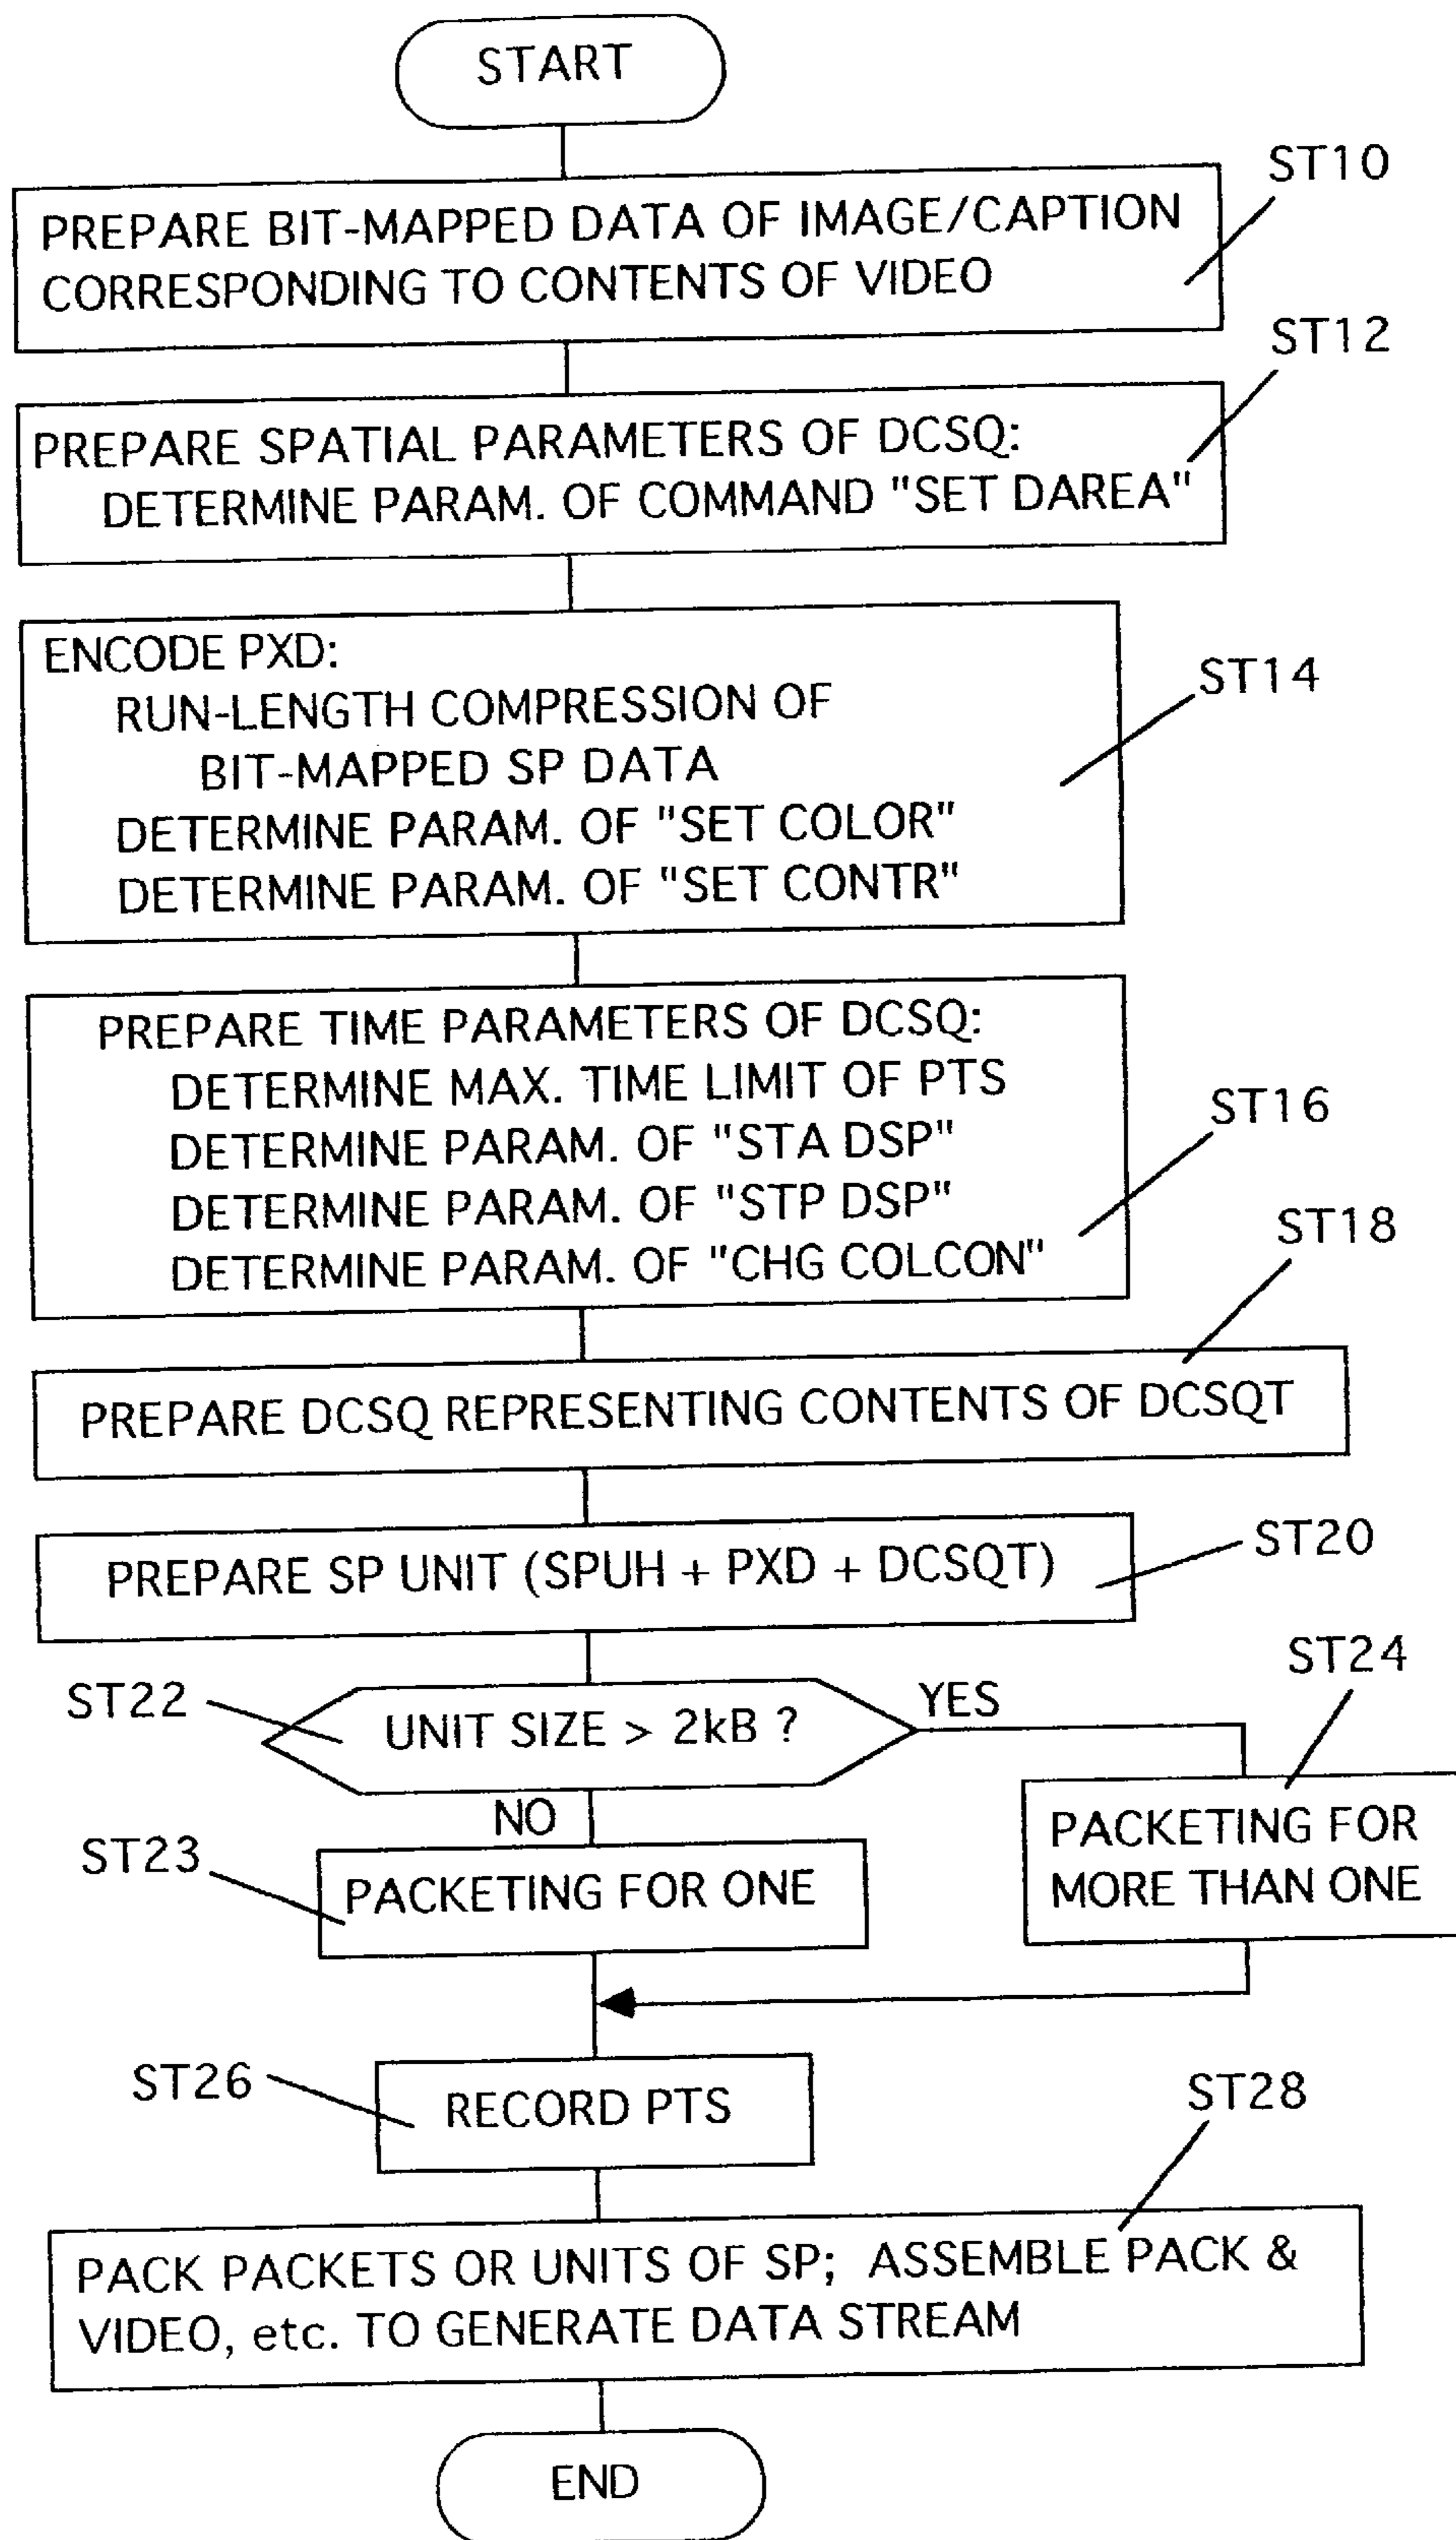 START
ST10
PREPARE BIT-MAPPED DATA OF IMAGE/CAPTION
CORRESPONDING TO CONTENTS OF VIDEO
ST12
PREPARE SPATIAL PARAMETERS OF DCSQ:
DETERMINE PARAM. OF COMMAND "SET DAREA"
ENCODE PXD:
ST14
RUN-LENGTH COMPRESSION OF
BIT-MAPPED SP DATA
DETERMINE PARAM. OF "SET COLOR"
DETERMINE PARAM. OF "SET CONTR"
PREPARE TIME PARAMETERS OF DCSQ:
DETERMINE MAX. TIME LIMIT OF PTS
ST16
DETERMINE PARAM. OF "STA DSP"
DETERMINE PARAM. OF "STP DSP"
DETERMINE PARAM. OF "CHG COLCON"
ST18
PREPARE DCSQ REPRESENTING CONTENTS OF DCSQT
ST20
PREPARE SP UNIT (SPUH + PXD + DCSQT)
ST22
UNIT SIZE > 2kB ?
YES
ST24
NO
PACKETING FOR
MORE THAN ONE
ST23
PACKETING FOR ONE
ST26
RECORD PTS
ST28
PACK PACKETS OR UNITS OF SP; ASSEMBLE PACK &
VIDEO, etc. TO GENERATE DATA STREAM
END